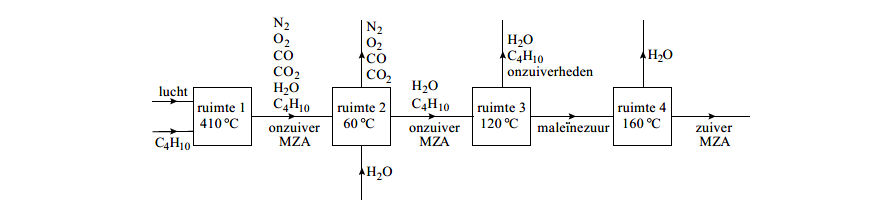 lucht
C₄H₁₀
ruimte 1
410 °C
N₂
O₂
CO
CO₂
H₂O
C₄H₁₀
onzuiver
MZA
N₂
O₂
CO
CO₂
ruimte 2
60 °C
H₂O
H₂O
C₄H₁₀
onzuiver
MZA
H₂O
C₄H₁₀
onzuiverheden
ruimte 3
120 °C
maleïnezuur
H₂O
ruimte 4
160 °C
zuiver
MZA